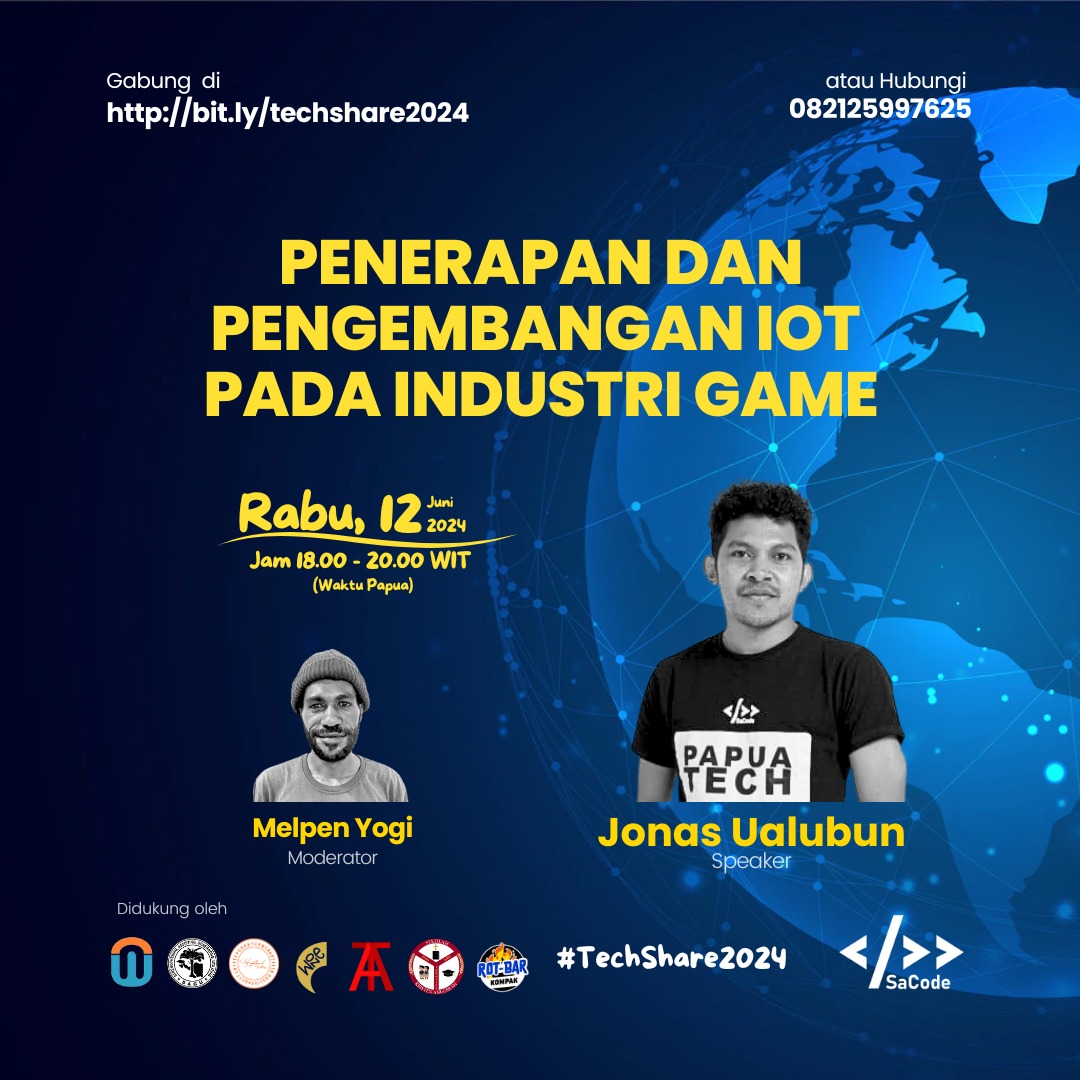 Gabung di
http://bit.ly/techshare2024
atau Hubungi
082125997625
PENERAPAN DAN
PENGEMBANGAN IOT
PADA INDUSTRI GAME
Rabu, 12 Juni 2024
Jam 18.00 - 20.00 WIT
(Waktu Papua)
</>>
SaCode
PAPUA
TECH
Melpen Yogi
Moderator
Jonas Ualubun
Speaker
Didukung oleh
SAGU
ROT-BAR
KOMPAK
#TechShare2024
</>>
SaCode